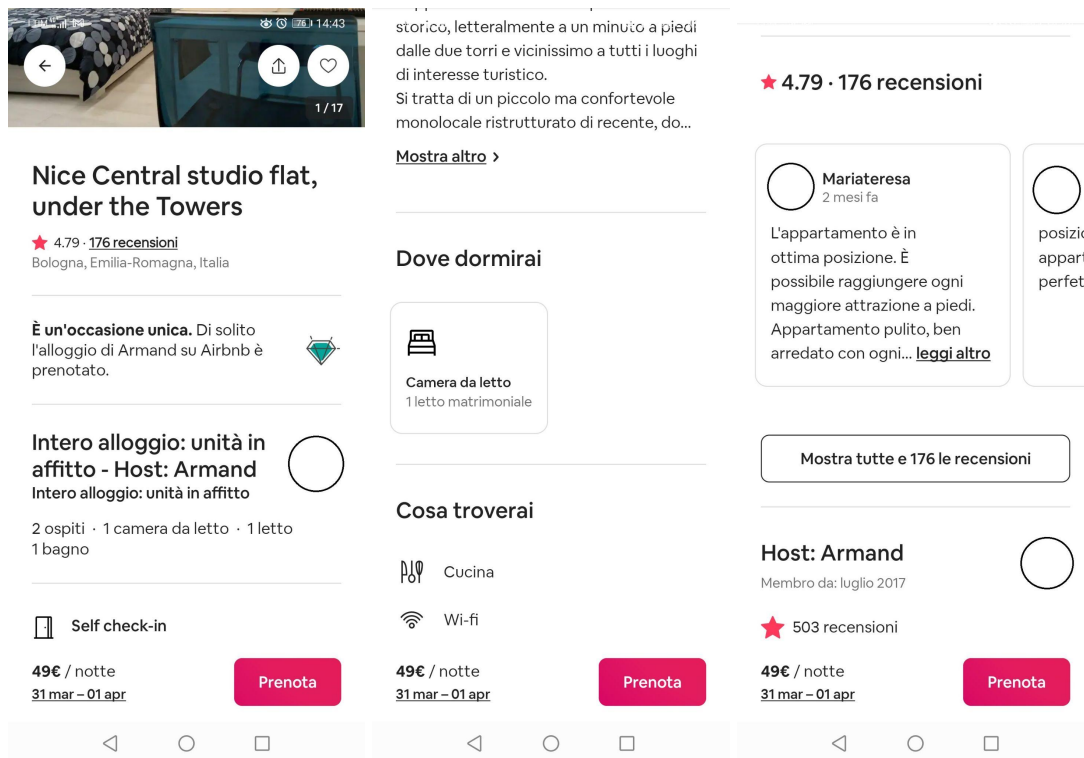 76 14:43
1 / 17
Nice Central studio flat,
under the Towers
4.79 · 176 recensioni
Bologna, Emilia-Romagna, Italia
È un'occasione unica. Di solito
l'alloggio di Armand su Airbnb è
prenotato.
Intero alloggio: unità in
affitto - Host: Armand
Intero alloggio: unità in affitto
2 ospiti · 1 camera da letto · 1 letto
1 bagno
Self check-in
49€ / notte
31 mar – 01 apr
Prenota
storico, letteralmente a un minuto a piedi
dalle due torri e vicinissimo a tutti i luoghi
di interesse turistico.
Si tratta di un piccolo ma confortevole
monolocale ristrutturato di recente, do...
Mostra altro
Dove dormirai
Camera da letto
1 letto matrimoniale
Cosa troverai
Cucina
Wi-fi
49€ / notte
31 mar – 01 apr
Prenota
4.79 · 176 recensioni
Mariateresa
2 mesi fa
L'appartamento è in
ottima posizione. È
possibile raggiungere ogni
maggiore attrazione a piedi.
Appartamento pulito, ben
arredato con ogni... leggi altro
posizi
appart
perfet
Mostra tutte e 176 le recensioni
Host: Armand
Membro da: luglio 2017
503 recensioni
49€ / notte
31 mar – 01 apr
Prenota